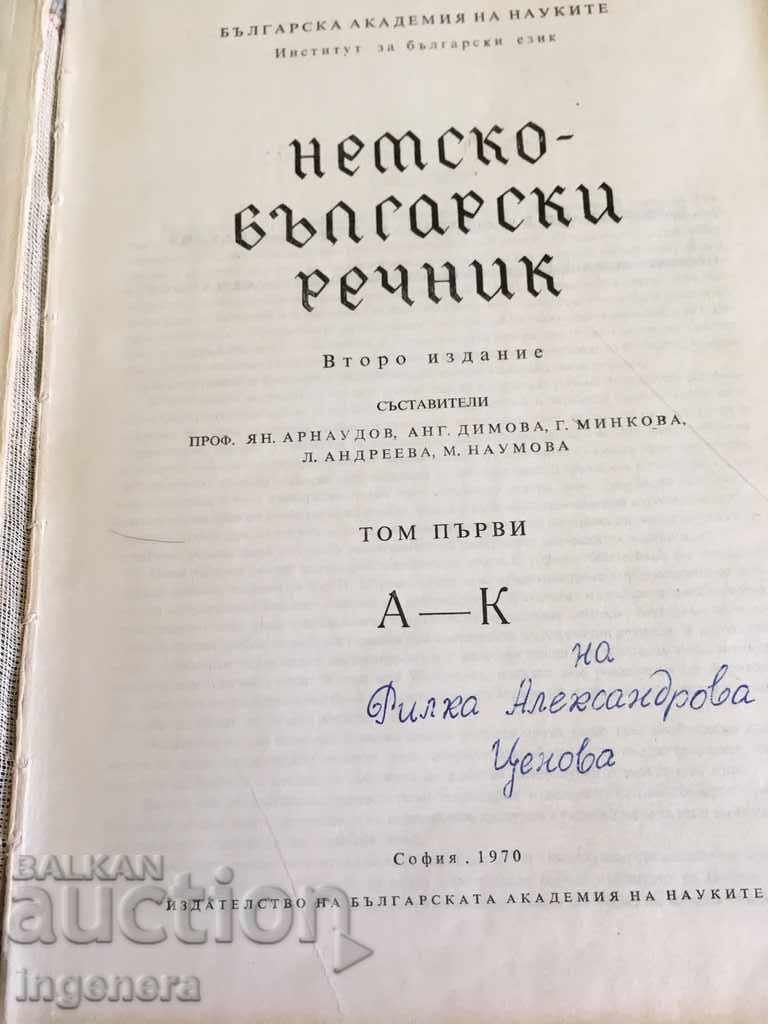 БЪЛГАРСКА АКАДЕМИЯ НА НАУКИТЕ
Институт за български език
НЕМСКО-
БЪЛГАРСКИ
РЕЧНИК
Второ издание
СЪСТАВИТЕЛИ
ПРОФ. ЯН. АРНАУДОВ, АНГ. ДИМОВА, Г. МИНКОВА,
Л. АНДРЕЕВА, М. НАУМОВА
ТОМ ПЪРВИ
А—К
на
Филка Александрова
Ценова
София . 1970
ИЗДАТЕЛСТВО НА БЪЛГАРСКАТА АКАДЕМИЯ НА НАУКИТЕ
BALKAN
auction
ingenera